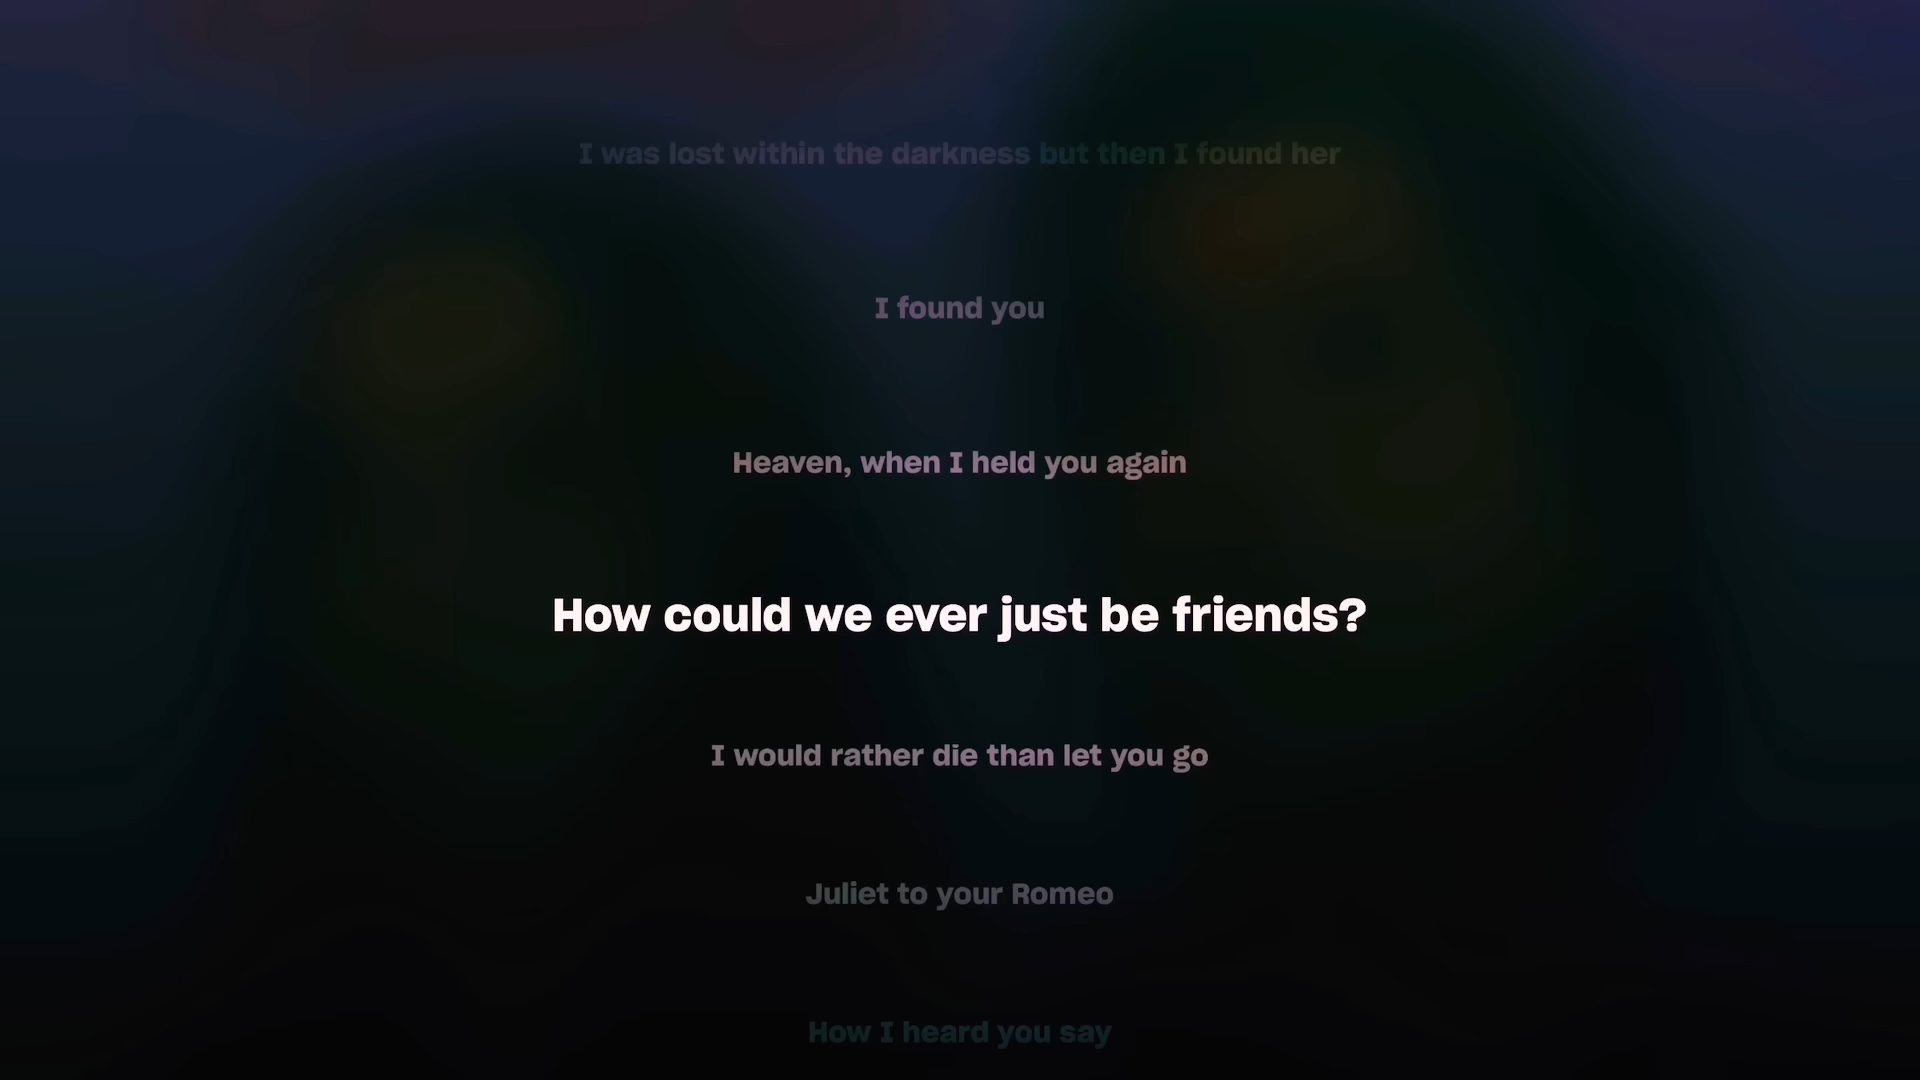 I was lost within the darkness but then I found her
I found you
Heaven, when I held you again
How could we ever just be friends?
I would rather die than let you go
Juliet to your Romeo
How I heard you say